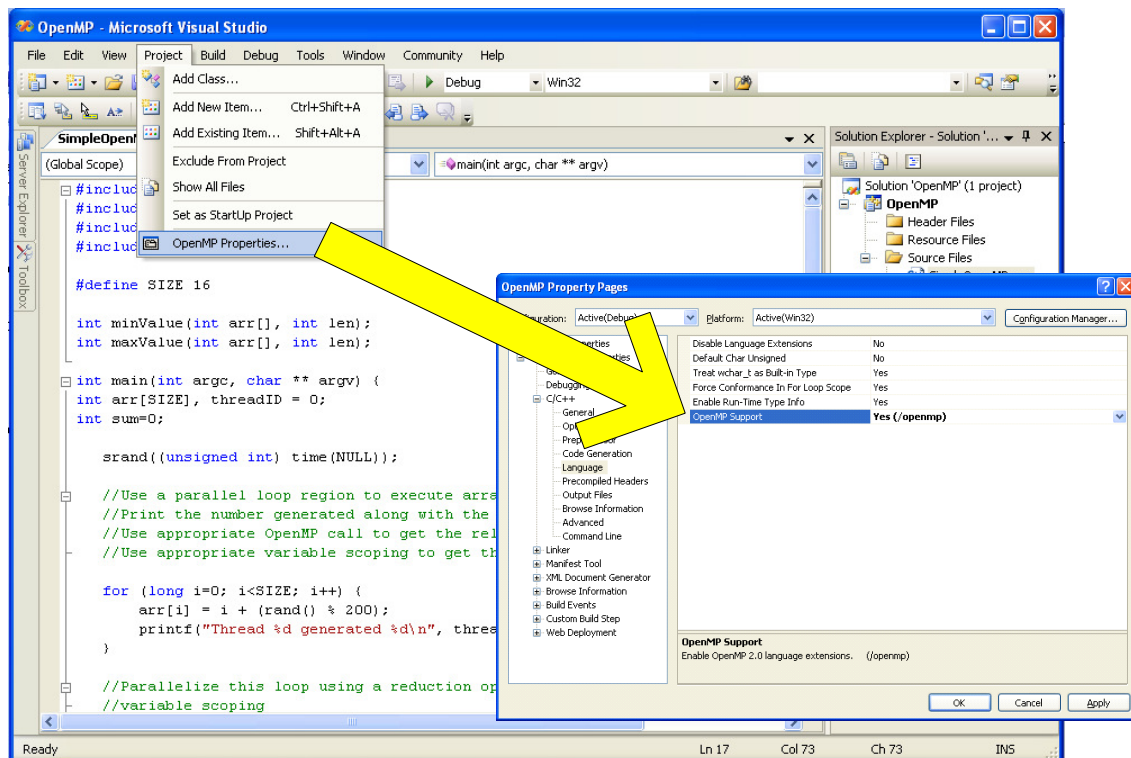 OpenMP - Microsoft Visual Studio
File Edit View Project Build Debug Tools Window Community Help
Add Class...
Debug Win32
Add New Item... Ctrl+Shift+A
Add Existing Item... Shift+Alt+A
Exclude From Project
Show All Files
Set as StartUp Project
OpenMP Properties...
Server Explorer
Toolbox
(Global Scope)
main(int argc, char ** argv)
#define SIZE 16
int minValue(int arr[], int len);
int maxValue(int arr[], int len);
int main(int argc, char ** argv) {
int arr[SIZE], threadID = 0;
int sum=0;
srand((unsigned int) time(NULL));
//Use a parallel loop region to execute
//Print the number generated along with the
//Use appropriate OpenMP call to get the
//Use appropriate variable scoping to get
for (long i=0; i<SIZE; i++) {
arr[i] = i + (rand() % 200);
printf("Thread %d generated %d\n",
}
//Parallelize this loop using a reduction
//variable scoping
Solution Explorer - Solution '...
Solution 'OpenMP' (1 project)
OpenMP
Header Files
Resource Files
Source Files
OpenMP Property Pages
Active(Debug) Platform: Active(Win32) Configuration Manager...
Debugging
C/C++
General
Code Generation
Language
Precompiled Headers
Output Files
Browse Information
Advanced
Command Line
Linker
Manifest Tool
XML Document Generator
Browse Information
Build Events
Custom Build Step
Web Deployment
Disable Language Extensions No
Default Char Unsigned No
Treat wchar_t as Built-in Type Yes
Force Conformance In For Loop Scope Yes
Enable Run-Time Type Info Yes
OpenMP Support Yes (/openmp)
OpenMP Support
Enable OpenMP 2.0 language extensions. (/openmp)
OK Cancel Apply
Ready Ln 17 Col 73 Ch 73 INS